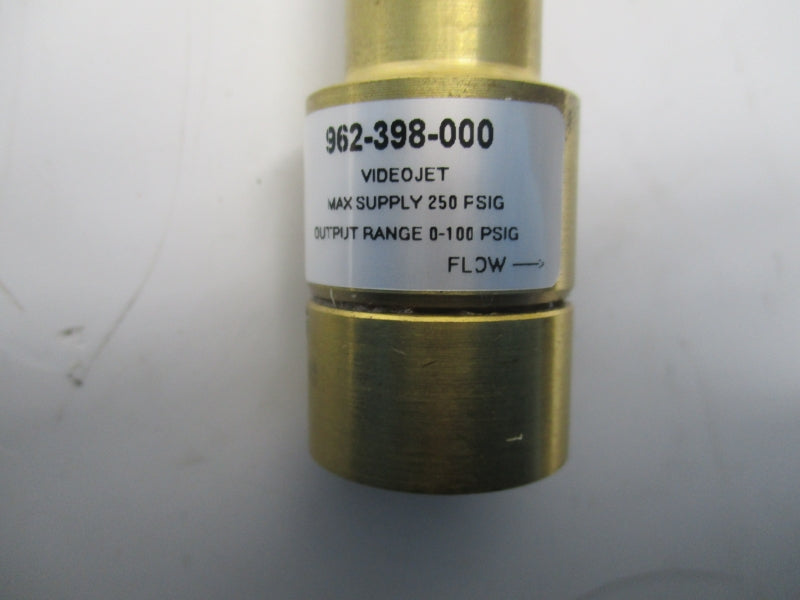 962-398-000
VIDEOJET
MAX SUPPLY 250 PSIG
OUTPUT RANGE 0-100 PSIG
FLOW →